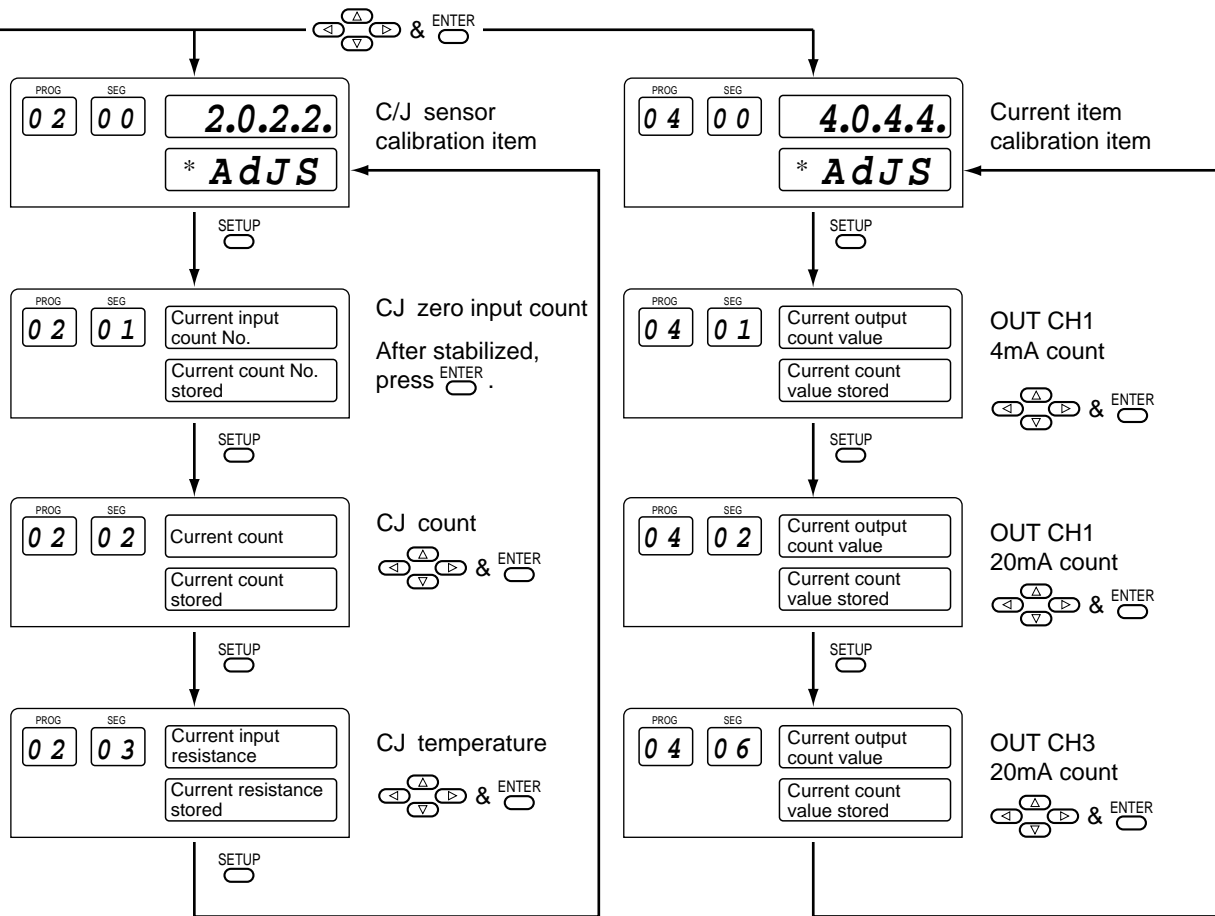 & ENTER
PROG SEG
02 00 2.0.2.2.
* AdJS
C/J sensor
calibration item
SETUP
PROG SEG
02 01
Current input
count No.
Current count No.
stored
CJ zero input count
After stabilized,
press ENTER .
SETUP
PROG SEG
02 02
Current count
Current count
stored
CJ count
& ENTER
SETUP
PROG SEG
02 03
Current input
resistance
Current resistance
stored
CJ temperature
& ENTER
SETUP
PROG SEG
04 00 4.0.4.4.
* AdJS
Current item
calibration item
SETUP
PROG SEG
04 01
Current output
count value
Current count
value stored
OUT CH1
4mA count
& ENTER
SETUP
PROG SEG
04 02
Current output
count value
Current count
value stored
OUT CH1
20mA count
& ENTER
SETUP
PROG SEG
04 06
Current output
count value
Current count
value stored
OUT CH3
20mA count
& ENTER